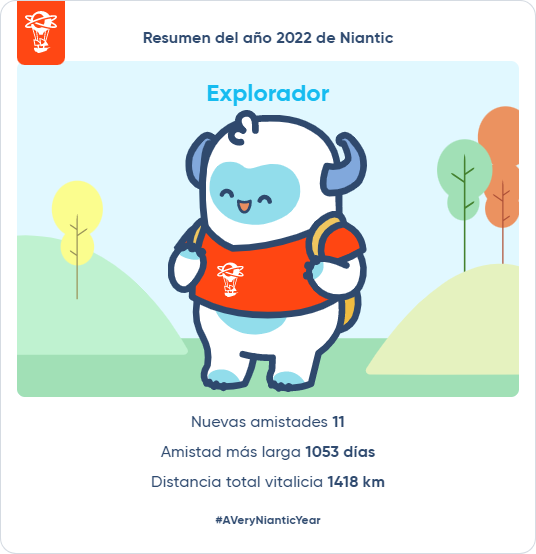 Resumen del año 2022 de Niantic
Explorador
Nuevas amistades 11
Amistad más larga 1053 días
Distancia total vitalicia 1418 km
#AVeryNianticYear